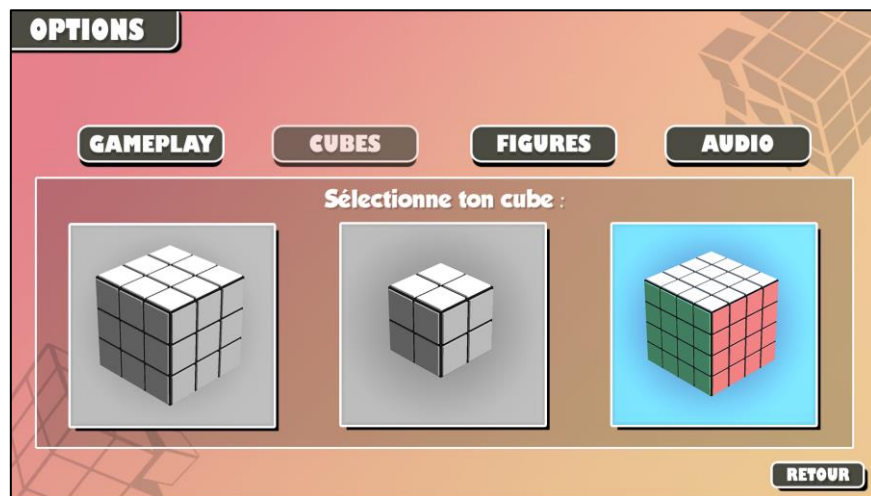 OPTIONS
GAMEPLAY CUBES FIGURES AUDIO
Sélectionne ton cube :
RETOUR